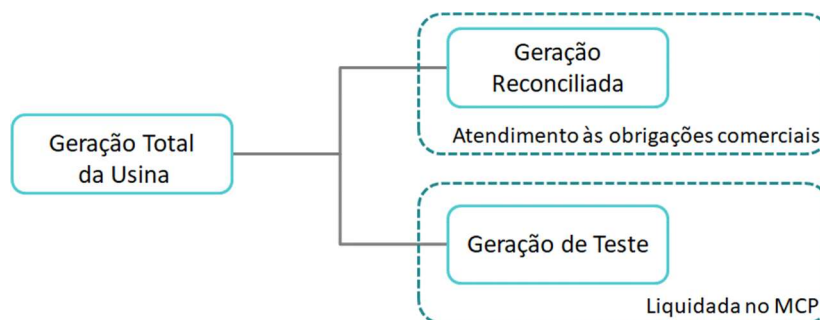 Geração Total
da Usina
Geração
Reconciliada
Atendimento às obrigações comerciais
Geração de Teste
Liquidada no MCP